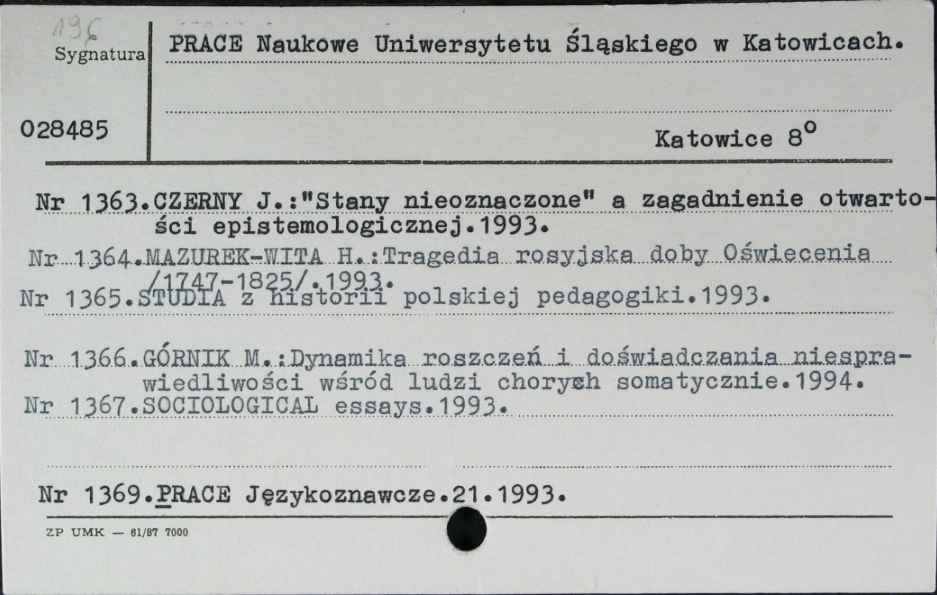 196
Sygnatura
PRACE Naukowe Uniwersytetu Śląskiego w Katowicach.
028485
Katowice 8º
Nr 1363.CZERNY J.:"Stany nieoznaczone" a zagadnienie otwarto-
ści epistemologicznej.1993.
Nr 1364.MAZUREK-WITA H.:Tragedia rosyjska doby Oświecenia
/1747-1825/.1993.
Nr 1365.STUDIA z historii polskiej pedagogiki.1993.
Nr 1366.GÓRNIK M.:Dynamika roszczeń i doświadczania niespra-
wiedliwości wśród ludzi chorych somatycznie.1994.
Nr 1367.SOCIOLOGICAL essays.1993.
Nr 1369.PRACE Językoznawcze.21.1993.
ZP UMK — 81/87 7000